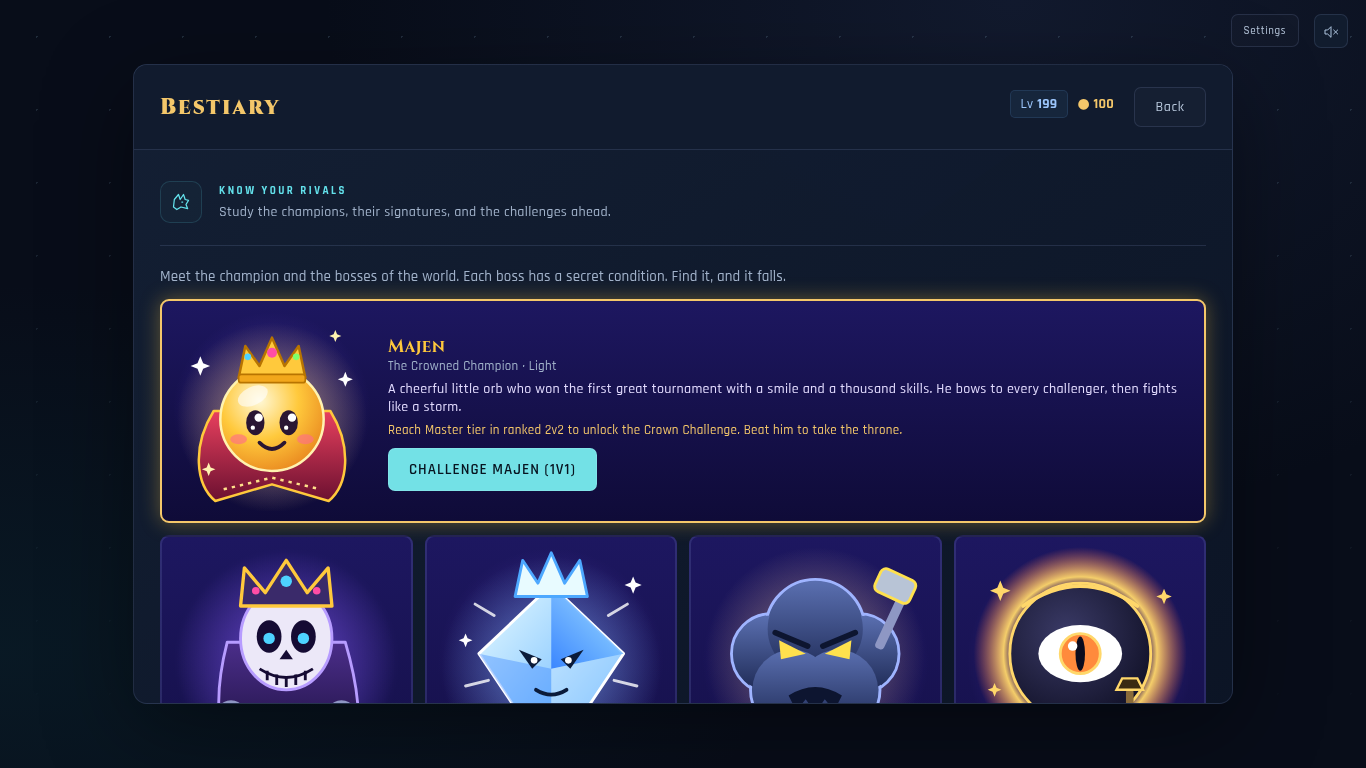 Settings
Bestiary
Lv 199
100
Back
KNOW YOUR RIVALS
Study the champions, their signatures, and the challenges ahead.
Meet the champion and the bosses of the world. Each boss has a secret condition. Find it, and it falls.
Majen
The Crowned Champion · Light
A cheerful little orb who won the first great tournament with a smile and a thousand skills. He bows to every challenger, then fights
like a storm.
Reach Master tier in ranked 2v2 to unlock the Crown Challenge. Beat him to take the throne.
CHALLENGE MAJEN (1V1)